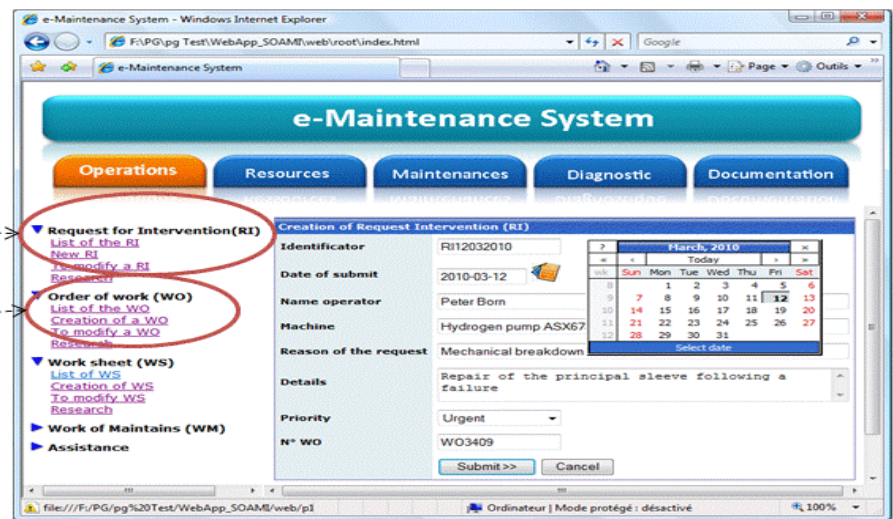 e-Maintenance System - Windows Internet Explorer
F:\PG\pg Test\WebApp_SOAMI\web\root\index.html
Google
e-Maintenance System
Page
Outils
e-Maintenance System
Operations
Resources
Maintenances
Diagnostic
Documentation
Request for Intervention(RI)
List of the RI
New RI
To modify a RI
Research
Order of work (WO)
List of the WO
Creation of a WO
To modify a WO
Research
Work sheet (WS)
List of WS
Creation of WS
To modify WS
Research
Work of Maintains (WM)
Assistance
Creation of Request Intervention (RI)
Identificator RI12032010
Date of submit 2010-03-12
Name operator Peter Born
Machine Hydrogen pump ASX67
Reason of the request Mechanical breakdown
Details Repair of the principal sleeve following a
failure
Priority Urgent
N° WO WO3409
Submit >> Cancel
? March, 2010 ×
« ‹ Today › »
wk Sun Mon Tue Wed Thu Fri Sat
8 1 2 3 4 5 6
9 7 8 9 10 11 12 13
10 14 15 16 17 18 19 20
11 21 22 23 24 25 26 27
12 28 29 30 31
Select date
file:///F:/PG/pg%20Test/WebApp_SOAMI/web/p1
Ordinateur | Mode protégé : désactivé
100%